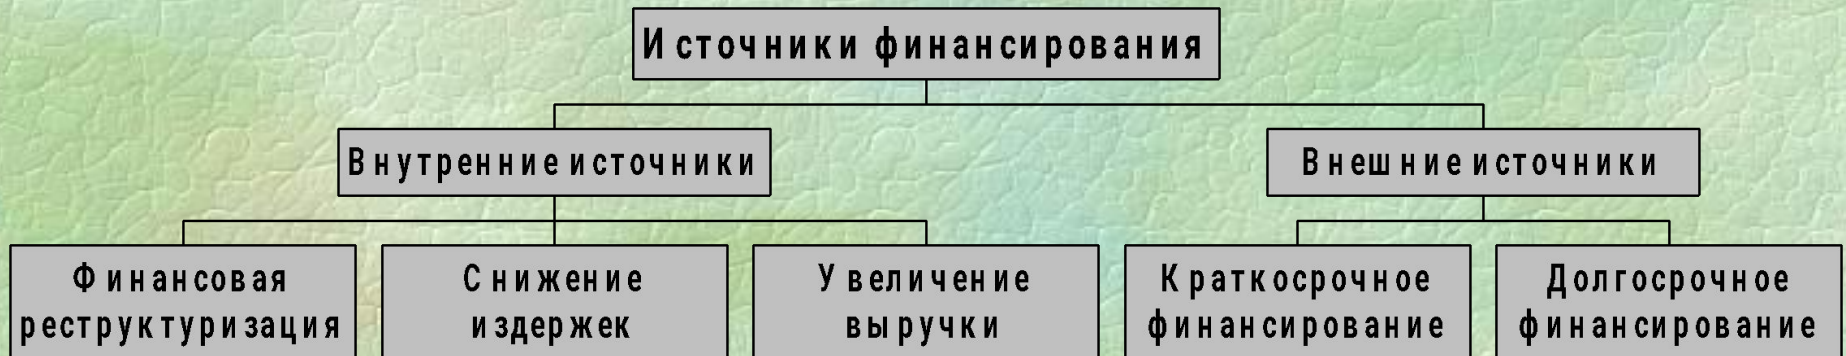 Источники финансирования
Внутренние источники
Внешние источники
Финансовая
реструктуризация
Снижение
издержек
Увеличение
выручки
Краткосрочное
финансирование
Долгосрочное
финансирование